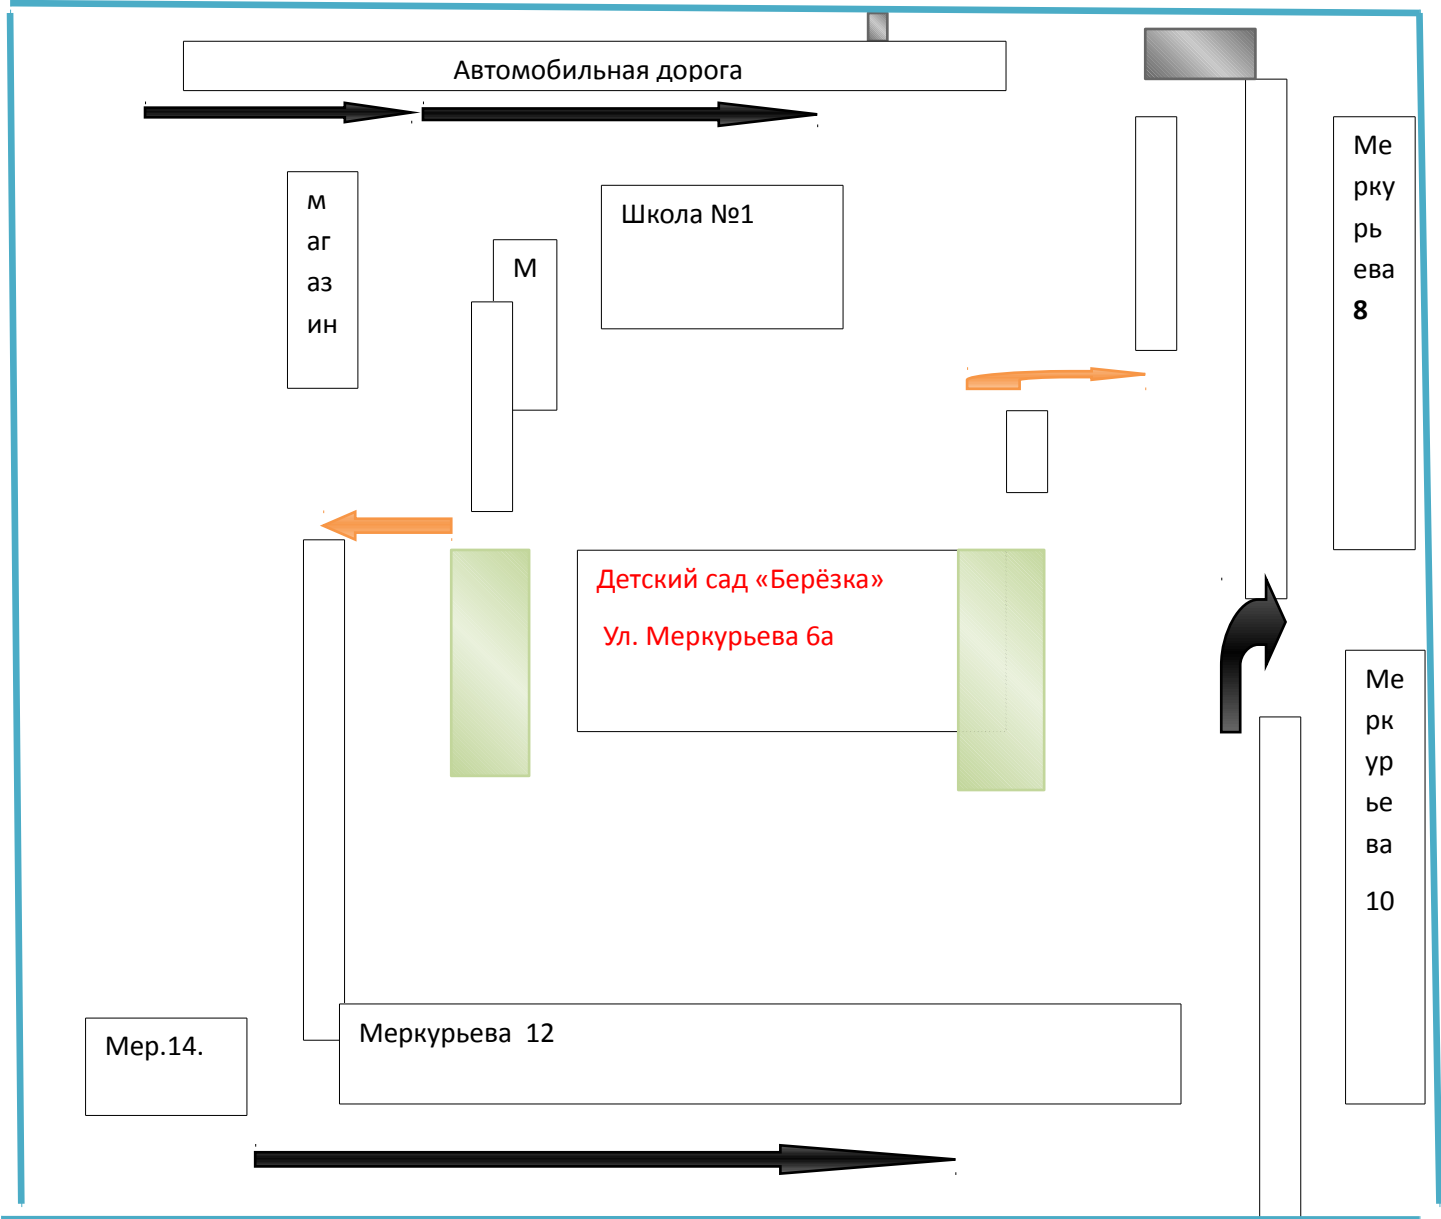 Автомобильная дорога
м
аг
аз
ин
М
Школа №1
Ме
рку
рь
ева
8
Детский сад «Берёзка»
Ул. Меркурьева 6а
Ме
рк
ур
ье
ва
10
Мер.14.
Меркурьева 12